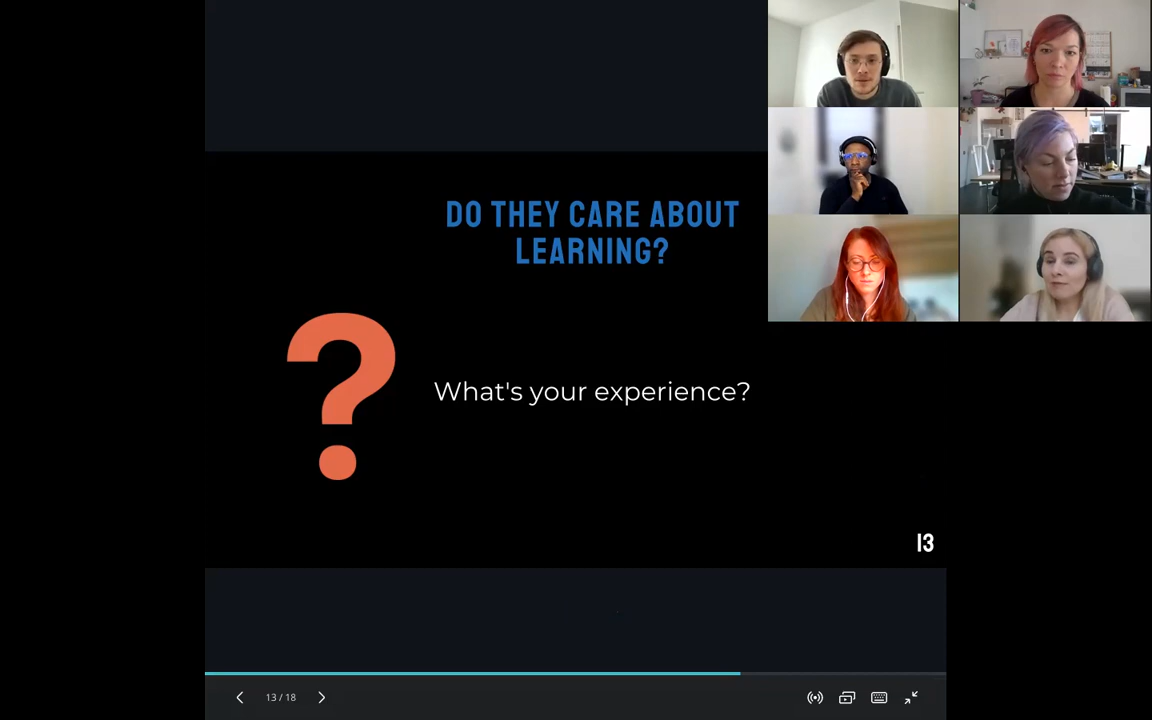 DO THEY CARE ABOUT
LEARNING?
What's your experience?
13
13 / 18